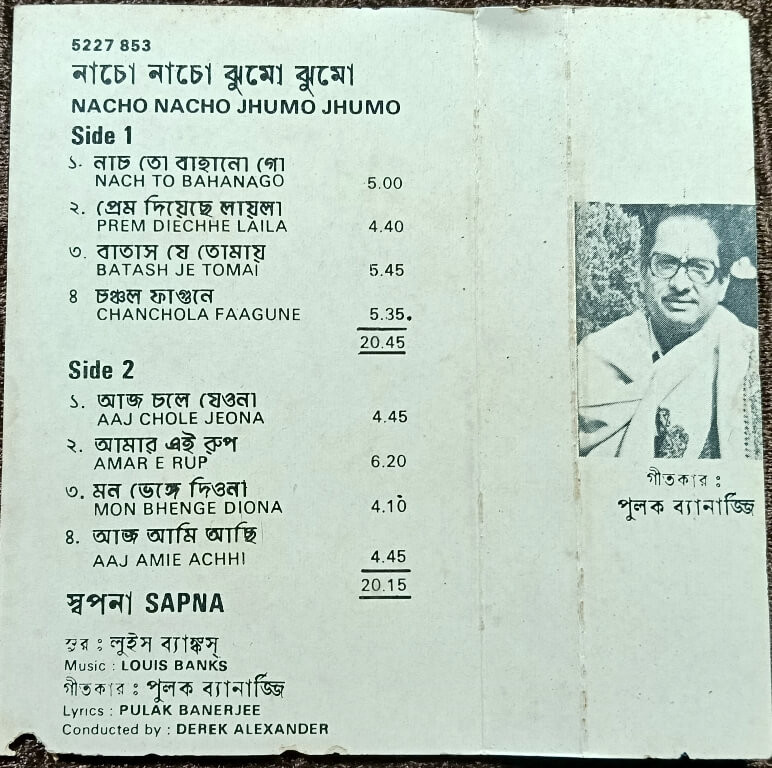 5227 853
নাচো নাচো ঝুমো ঝুমো
NACHO NACHO JHUMO JHUMO
Side 1
১. নাচ তো বাহানো গো
NACH TO BAHANAGO 5.00
২. প্রেম দিয়েছে লায়লা
PREM DIECHHE LAILA 4.40
৩. বাতাস যে তোমায়
BATASH JE TOMAI 5.45
৪ চঞ্চল ফাগুনে
CHANCHOLA FAAGUNE 5.35.
20.45
Side 2
১. আজ চলে যেওনা
AAJ CHOLE JEONA 4.45
২. আমার এই রুপ
AMAR E RUP 6.20
৩. মন ভেঙ্গে দিওনা
MON BHENGE DIONA 4.10
৪. আজ আমি আছি
AAJ AMIE ACHHI 4.45
20.15
স্বপনা SAPNA
সুর : লুইস ব্যাঙ্কস্
Music : LOUIS BANKS
গীতকার : পুলক ব্যানার্জ্জি
Lyrics : PULAK BANERJEE
Conducted by : DEREK ALEXANDER
গীতকার :
পুলক ব্যানার্জ্জি